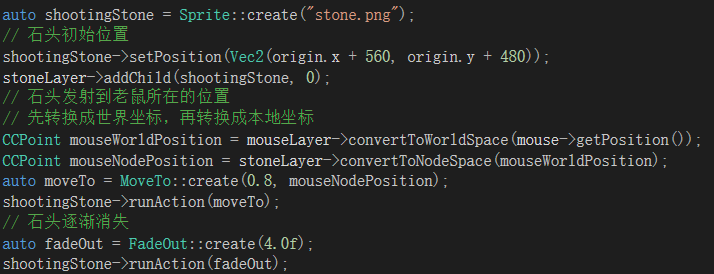 auto shootingStone = Sprite::create("stone.png");
// 石头初始位置
shootingStone->setPosition(Vec2(origin.x + 560, origin.y + 480));
stoneLayer->addChild(shootingStone, 0);
// 石头发射到老鼠所在的位置
// 先转换成世界坐标，再转换成本地坐标
CCPoint mouseWorldPosition = mouseLayer->convertToWorldSpace(mouse->getPosition());
CCPoint mouseNodePosition = stoneLayer->convertToNodeSpace(mouseWorldPosition);
auto moveTo = MoveTo::create(0.8, mouseNodePosition);
shootingStone->runAction(moveTo);
// 石头逐渐消失
auto fadeOut = FadeOut::create(4.0f);
shootingStone->runAction(fadeOut);